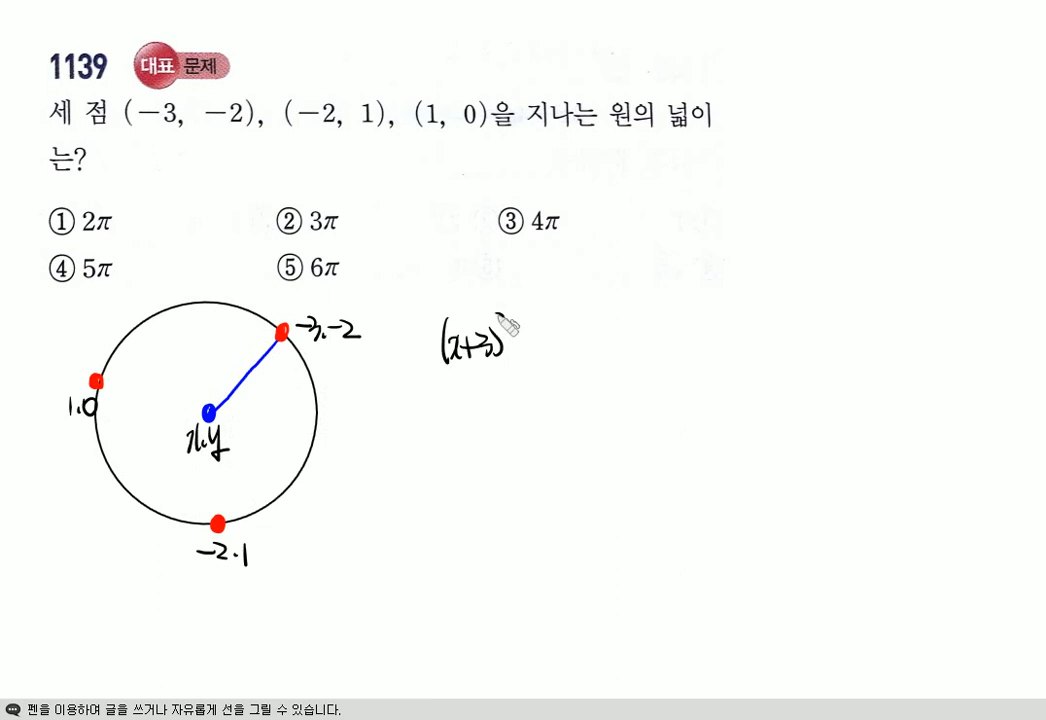 1139 대표 문제
세 점 (-3, -2), (-2, 1), (1, 0)을 지나는 원의 넓이
는?
① 2π ② 3π ③ 4π
④ 5π ⑤ 6π
-3.-2
(x+3)
1.0
x.y
-2.1
펜을 이용하여 글을 쓰거나 자유롭게 선을 그릴 수 있습니다.